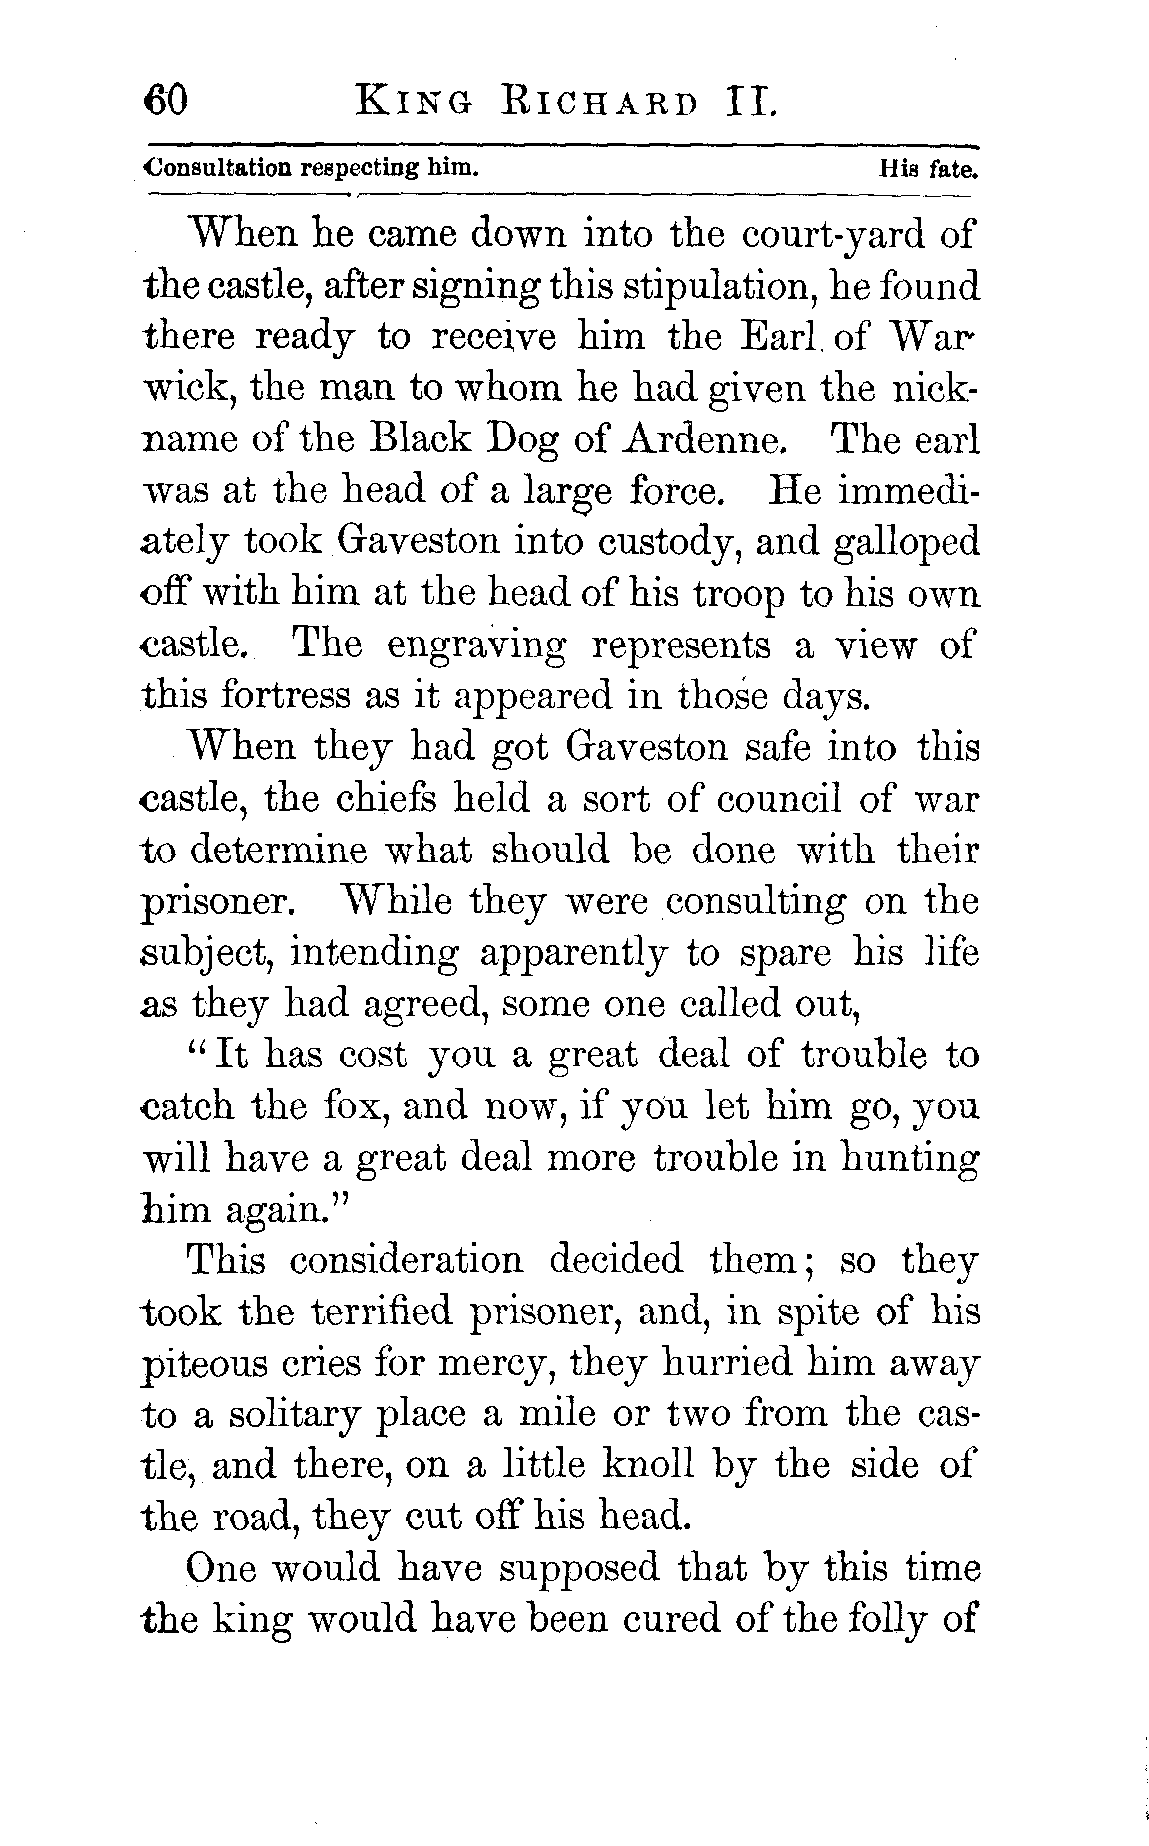 60 KING RICHARD II.
Consultation respecting him. His fate.
When he came down into the court-yard of
the castle, after signing this stipulation, he found
there ready to receive him the Earl of War
wick, the man to whom he had given the nick-
name of the Black Dog of Ardenne. The earl
was at the head of a large force. He immedi-
ately took Gaveston into custody, and galloped
off with him at the head of his troop to his own
castle. The engraving represents a view of
this fortress as it appeared in those days.
When they had got Gaveston safe into this
castle, the chiefs held a sort of council of war
to determine what should be done with their
prisoner. While they were consulting on the
subject, intending apparently to spare his life
as they had agreed, some one called out,
"It has cost you a great deal of trouble to
catch the fox, and now, if you let him go, you
will have a great deal more trouble in hunting
him again."
This consideration decided them; so they
took the terrified prisoner, and, in spite of his
piteous cries for mercy, they hurried him away
to a solitary place a mile or two from the cas-
tle, and there, on a little knoll by the side of
the road, they cut off his head.
One would have supposed that by this time
the king would have been cured of the folly of